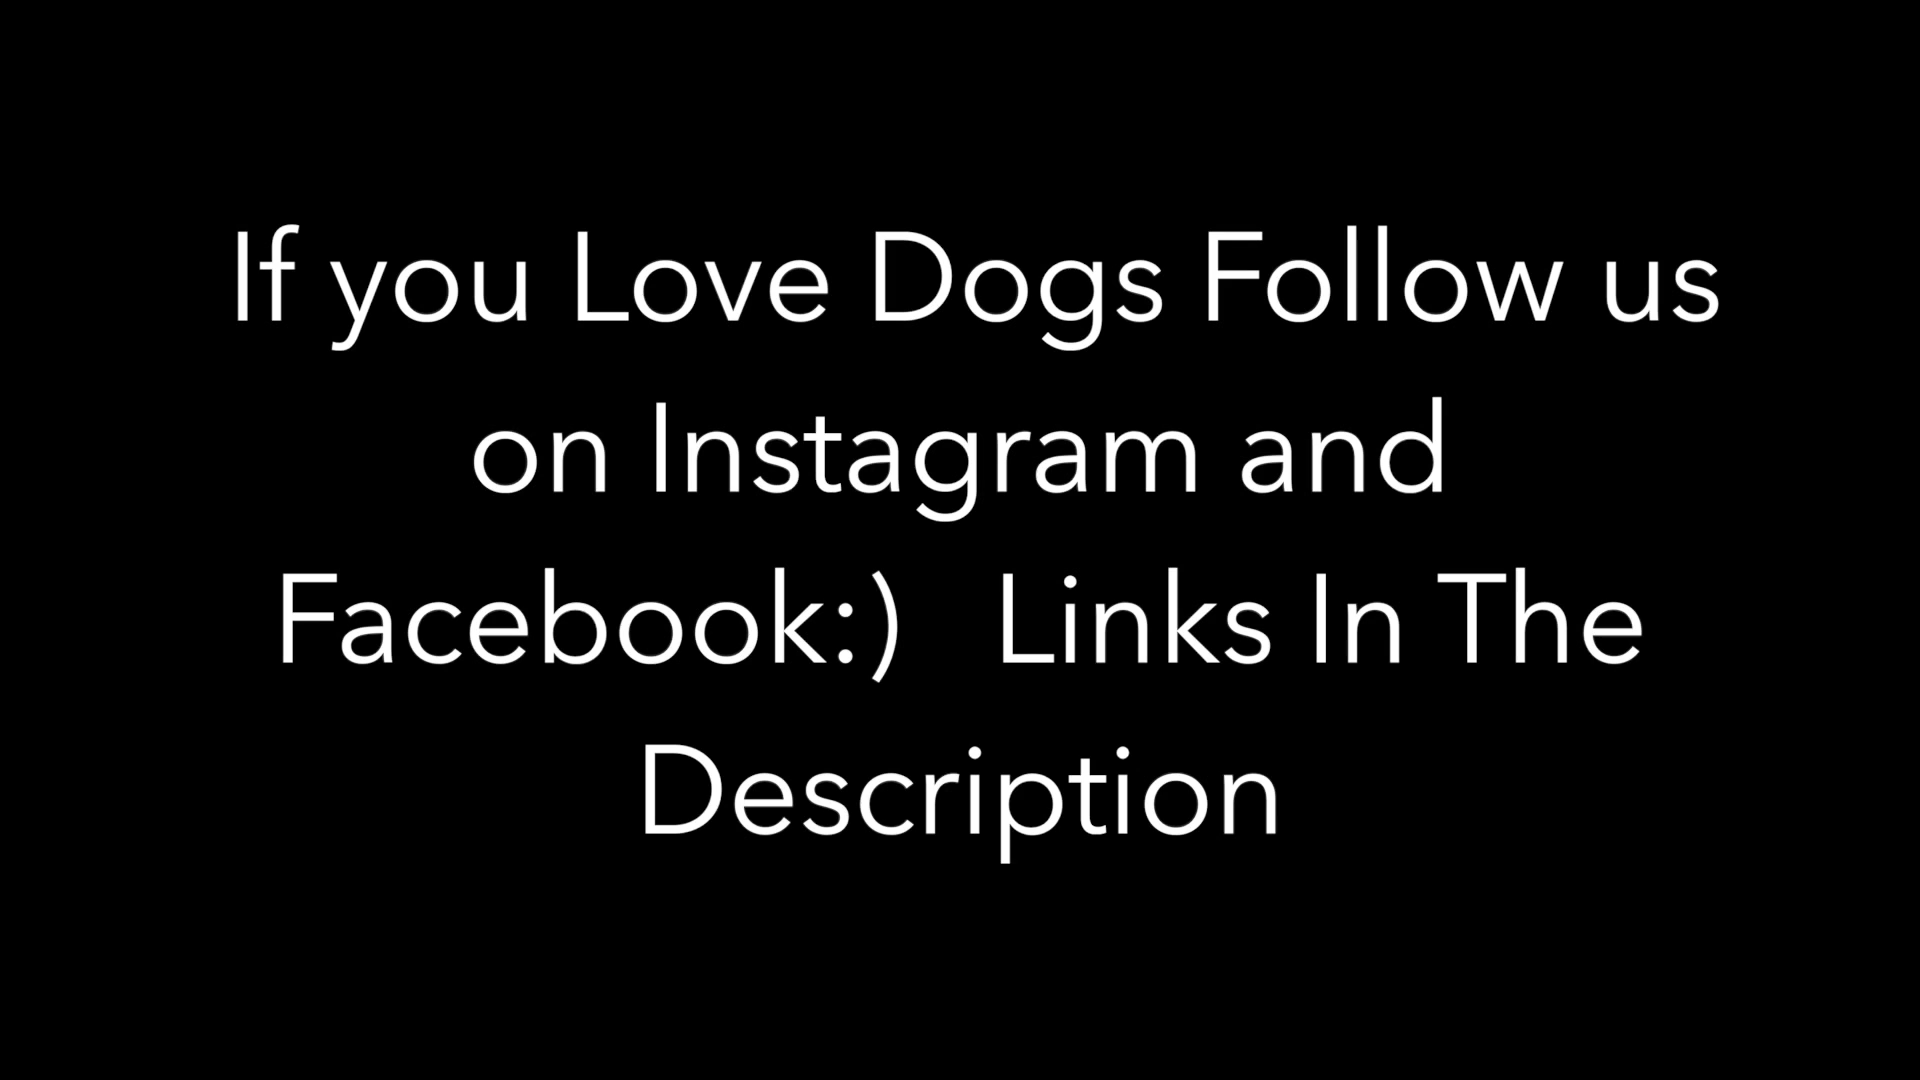 If you Love Dogs Follow us
on Instagram and
Facebook:)   Links In The
Description